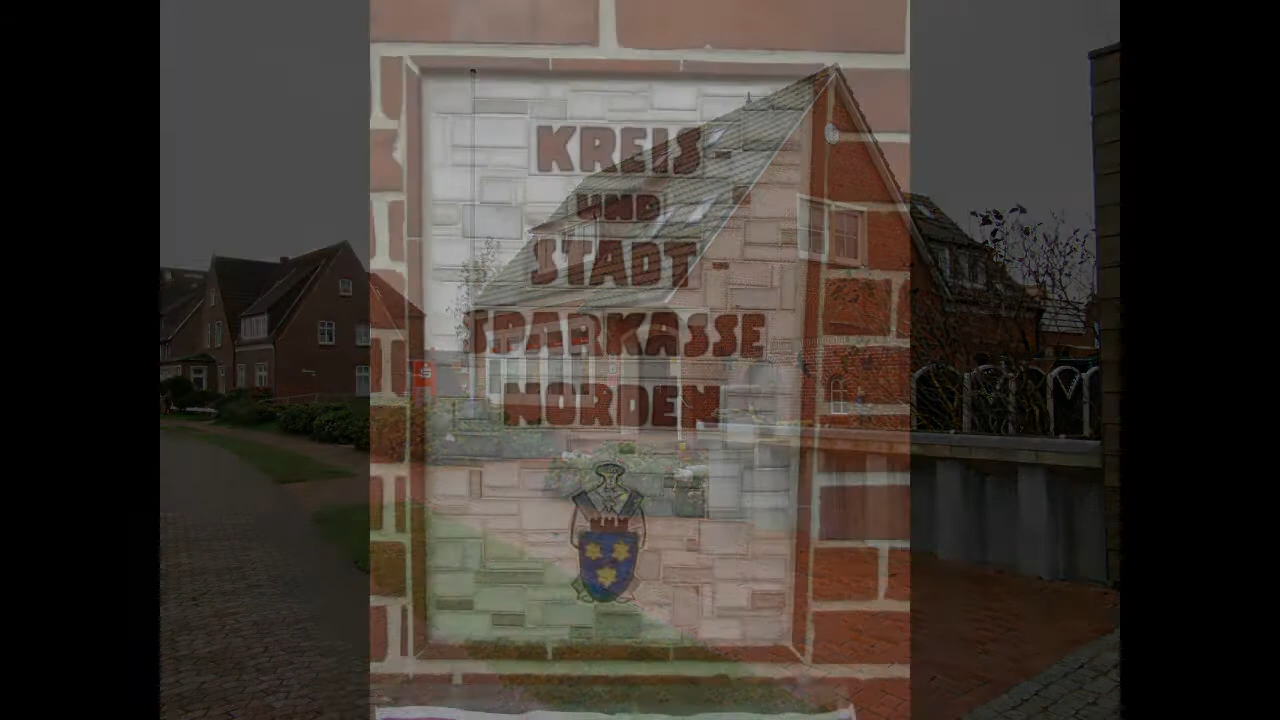 KREIS-
UND
STADT
SPARKASSE
NORDEN